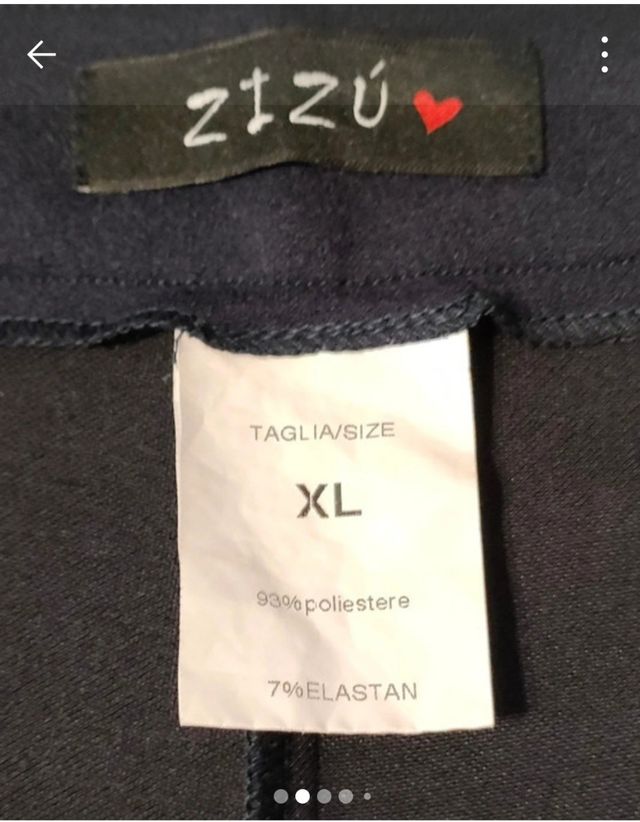 ZIZÚ
TAGLIA/SIZE
XL
93%poliestere
7%ELASTAN